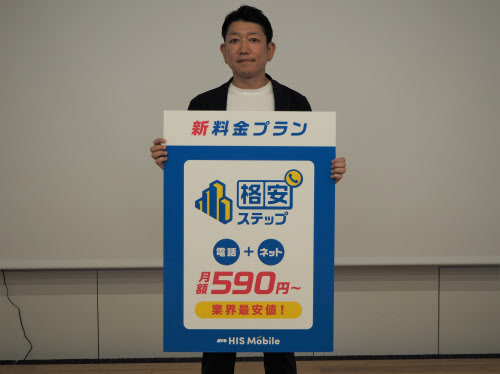 新料金プラン
格安
ステップ
電話 + ネット
月額590円~
業界最安値!
HIS Mobile